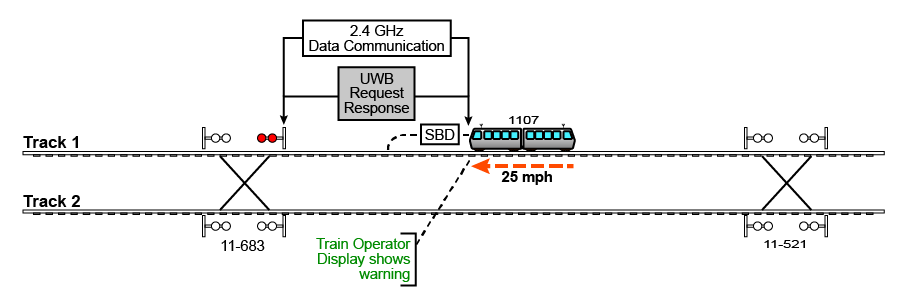 2.4 GHz
Data Communication
UWB
Request
Response
SBD
1107
Track 1
25 mph
Track 2
11-683
Train Operator
Display shows
warning
11-521